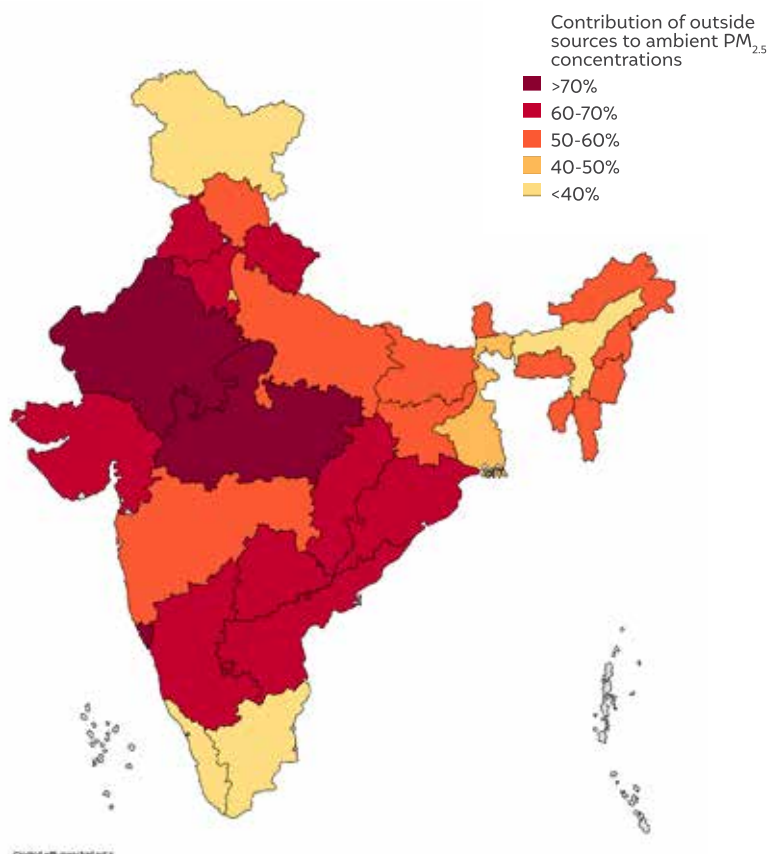 Contribution of outside
sources to ambient PM2.5
concentrations
>70%
60-70%
50-60%
40-50%
<40%